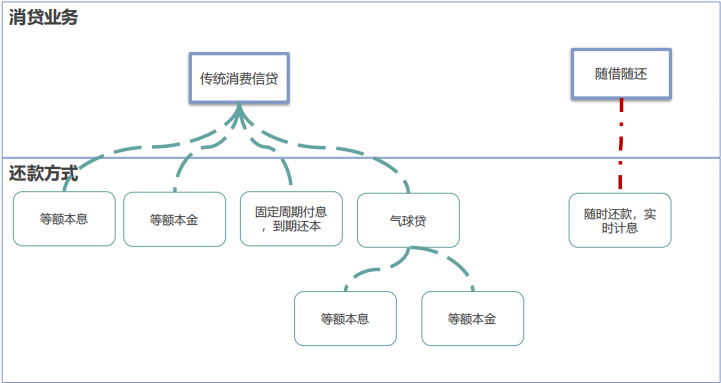 消贷业务
传统消费信贷
随借随还
还款方式
等额本息
等额本金
固定周期付息
，到期还本
气球贷
随时还款，实
时计息
等额本息
等额本金